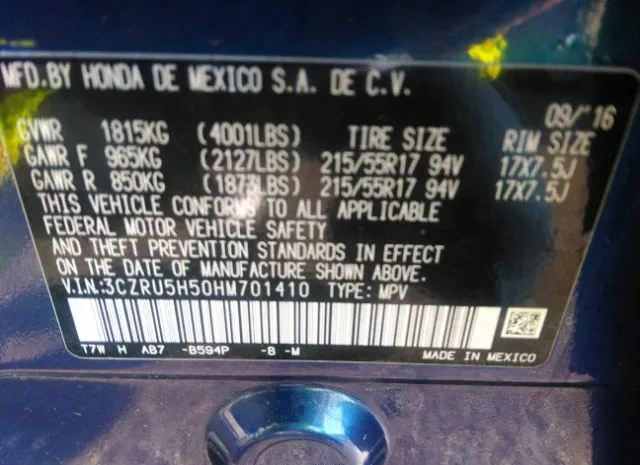 MFD.BY HONDA DE MEXICO S.A. DE C.V.
09/'16
GVWR 1815KG (4001LBS) TIRE SIZE RIM SIZE
GAWR F 965KG (2127LBS) 215/55R17 94V 17X7.5J
GAWR R 850KG (1873LBS) 215/55R17 94V 17X7.5J
THIS VEHICLE CONFORMS TO ALL APPLICABLE
FEDERAL MOTOR VEHICLE SAFETY
AND THEFT PREVENTION STANDARDS IN EFFECT
ON THE DATE OF MANUFACTURE SHOWN ABOVE.
V.IN:3CZRU5H50HM701410 TYPE: MPV
T7W H AB7 -B594P -B -M MADE IN MEXICO